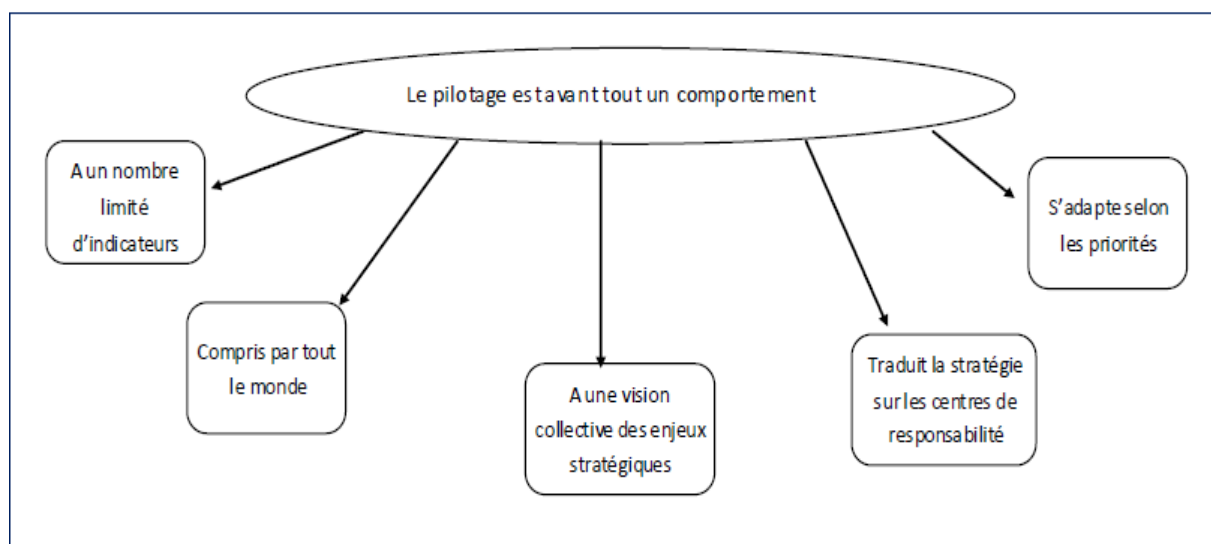 Le pilotage est avant tout un comportement
A un nombre
limité
d'indicateurs
Compris par tout
le monde
A une vision
collective des enjeux
stratégiques
Traduit la stratégie
sur les centres de
responsabilité
S'adapte selon
les priorités